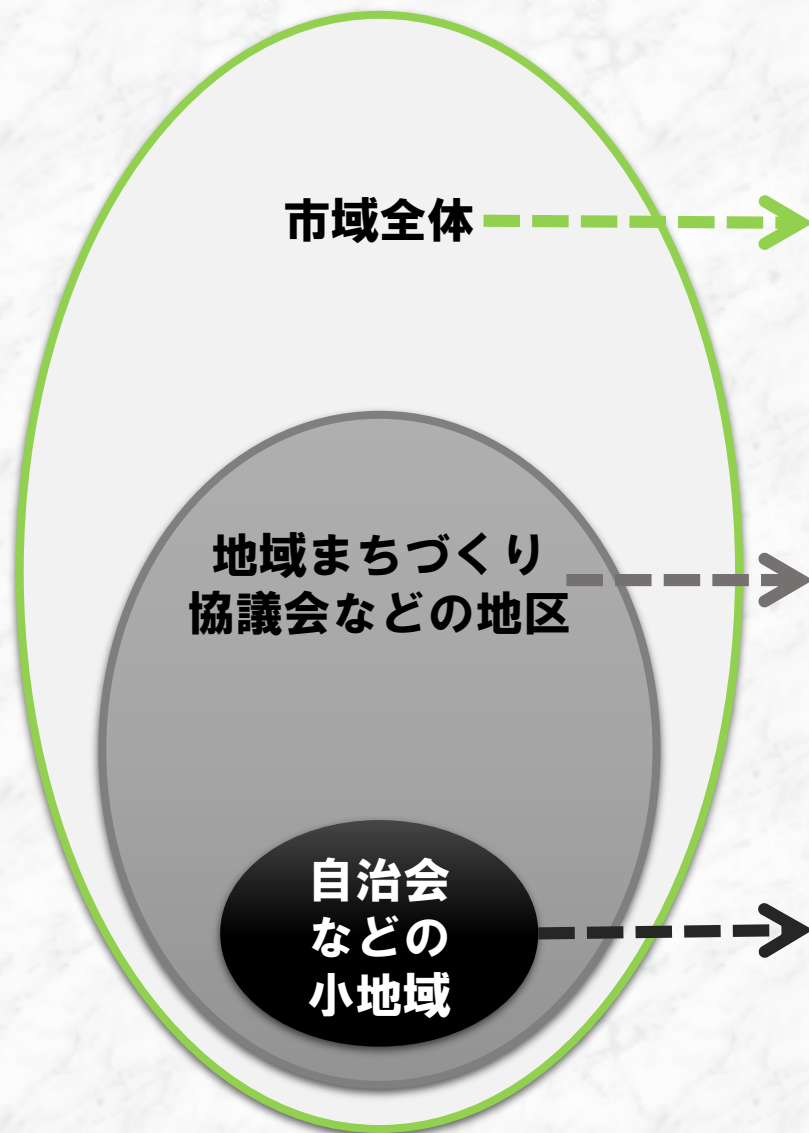 市域全体
地域まちづくり
協議会などの地区
自治会
などの
小地域